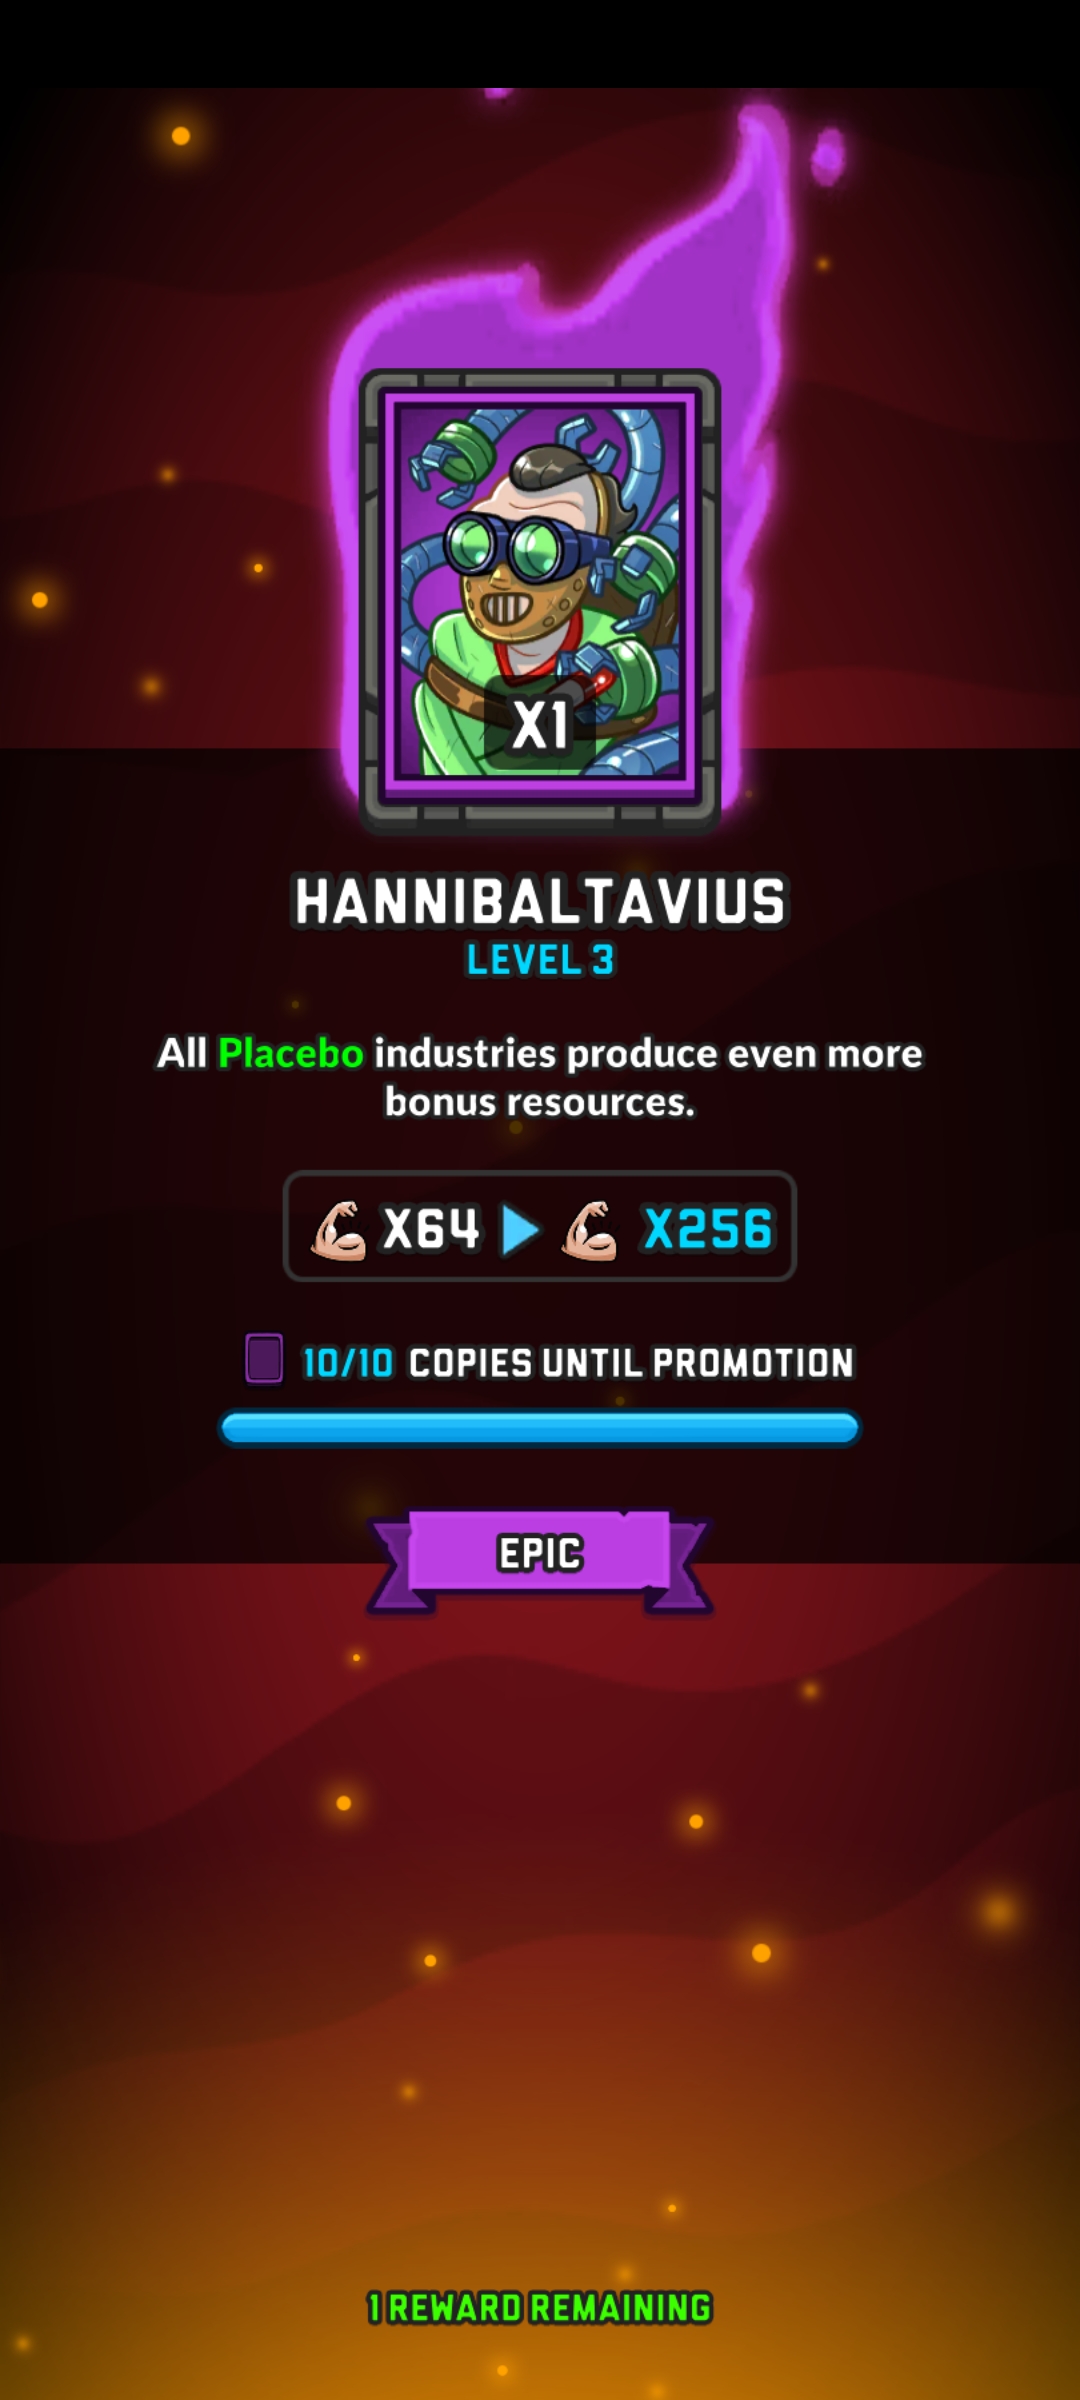 X1
HANNIBALTAVIUS
LEVEL 3
All Placebo industries produce even more
bonus resources.
X64 X256
10/10 COPIES UNTIL PROMOTION
EPIC
1 REWARD REMAINING